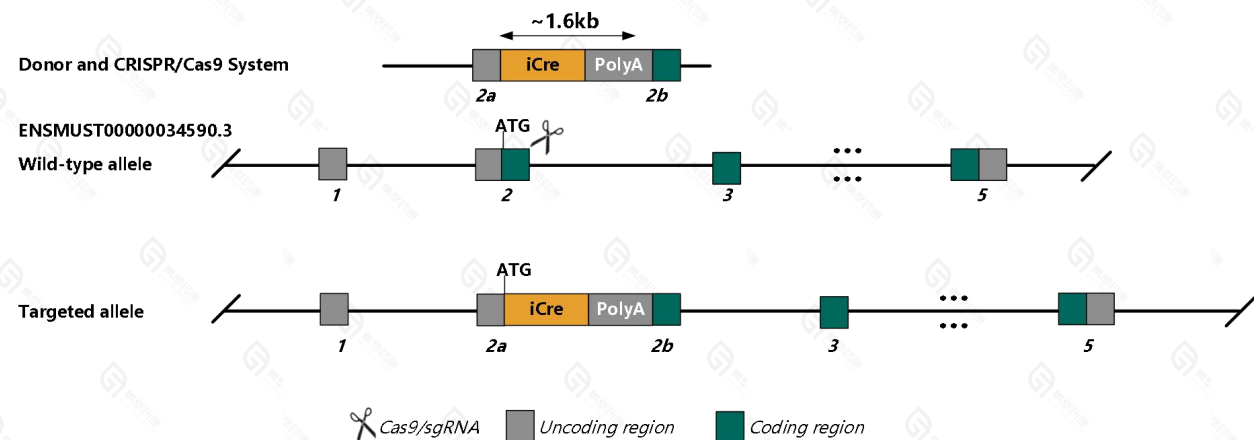 ~1.6kb
Donor and CRISPR/Cas9 System
iCre PolyA
2a 2b
ENSMUST00000034590.3
ATG
Wild-type allele
...
...
1 2 3 5
ATG
Targeted allele
iCre PolyA
...
...
1 2a 2b 3 5
Cas9/sgRNA Uncoding region Coding region